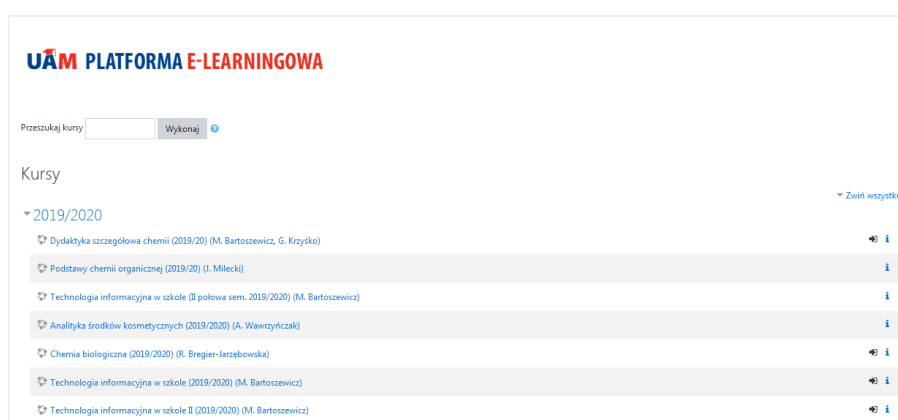 UAM PLATFORMA E-LEARNINGOWA
Przeszukaj kursy Wykonaj ?
Kursy
Zwiń wszystko
2019/2020
Dydaktyka szczegółowa chemii (2019/20) (M. Bartoszewicz, G. Krzyśko)
Podstawy chemii organicznej (2019/20) (J. Milecki)
Technologia informacyjna w szkole (II połowa sem. 2019/2020) (M. Bartoszewicz)
Analityka środków kosmetycznych (2019/2020) (A. Wawrzyńczak)
Chemia biologiczna (2019/2020) (R. Bregier-Jarzębowska)
Technologia informacyjna w szkole (2019/2020) (M. Bartoszewicz)
Technologia informacyjna w szkole II (2019/2020) (M. Bartoszewicz)